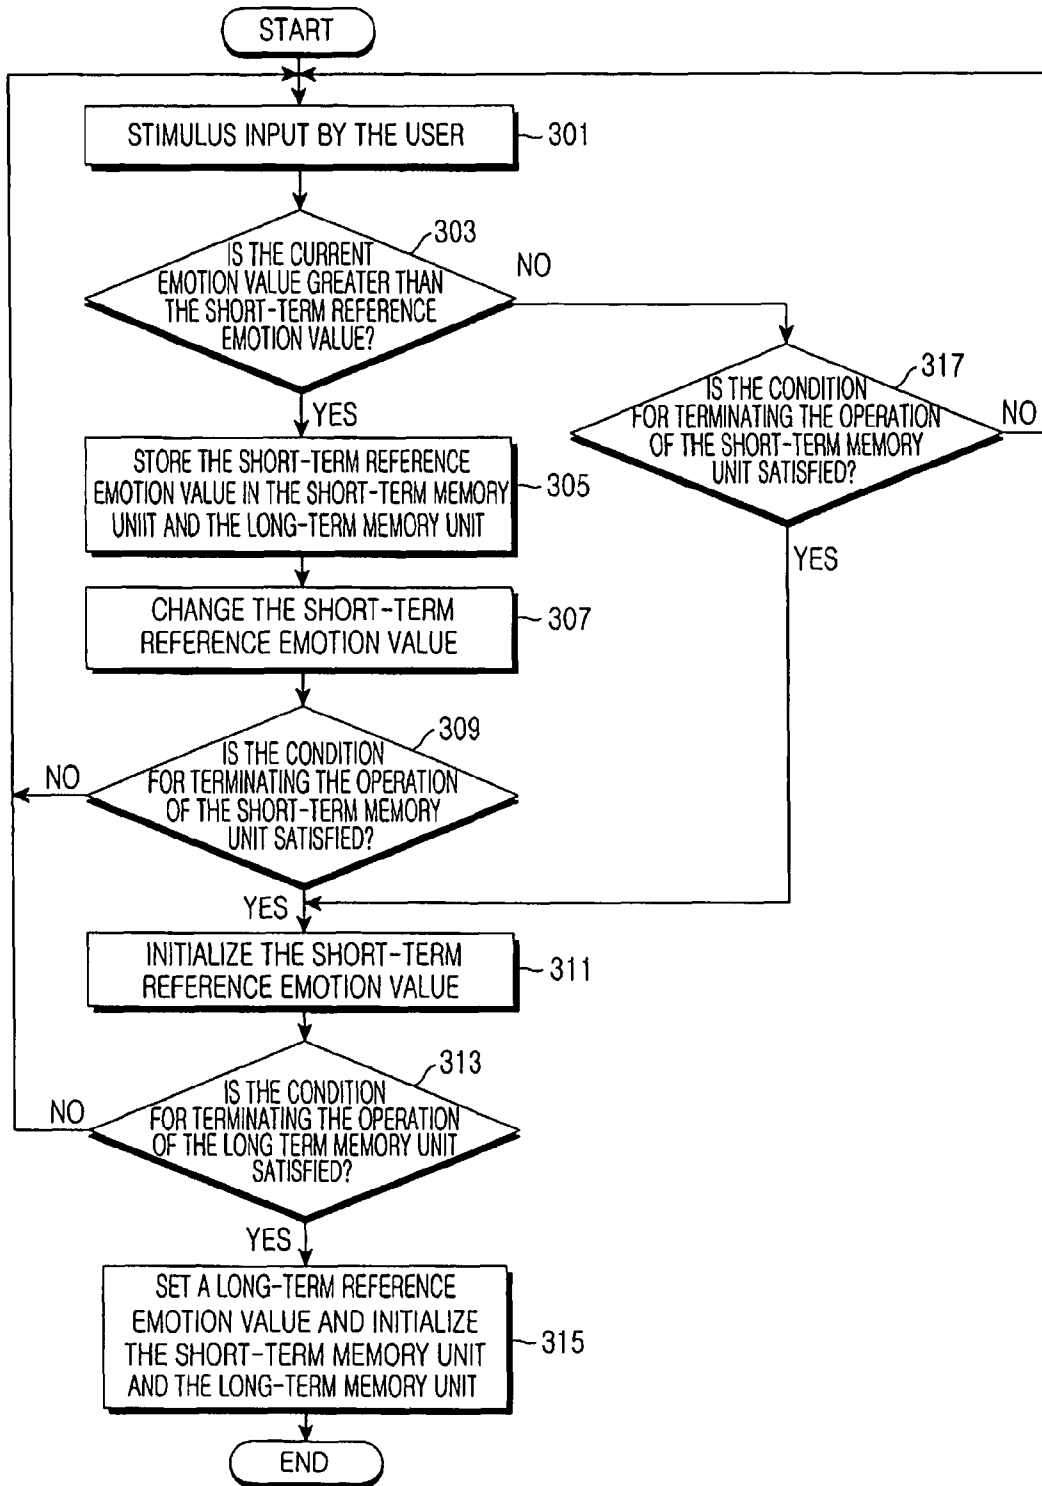 START
STIMULUS INPUT BY THE USER
301
303
IS THE CURRENT
EMOTION VALUE GREATER THAN
THE SHORT-TERM REFERENCE
EMOTION VALUE?
NO
YES
317
IS THE CONDITION
FOR TERMINATING THE OPERATION
OF THE SHORT-TERM MEMORY
UNIT SATISFIED?
NO
YES
STORE THE SHORT-TERM REFERENCE
EMOTION VALUE IN THE SHORT-TERM MEMORY
UNIIT AND THE LONG-TERM MEMORY UNIT
305
CHANGE THE SHORT-TERM
REFERENCE EMOTION VALUE
307
309
IS THE CONDITION
FOR TERMINATING THE OPERATION
OF THE SHORT-TERM MEMORY
UNIT SATISFIED?
NO
YES
INITIALIZE THE SHORT-TERM
REFERENCE EMOTION VALUE
311
313
IS THE CONDITION
FOR TERMINATING THE OPERATION
OF THE LONG TERM MEMORY UNIT
SATISFIED?
NO
YES
SET A LONG-TERM REFERENCE
EMOTION VALUE AND INITIALIZE
THE SHORT-TERM MEMORY UNIT
AND THE LONG-TERM MEMORY UNIT
315
END